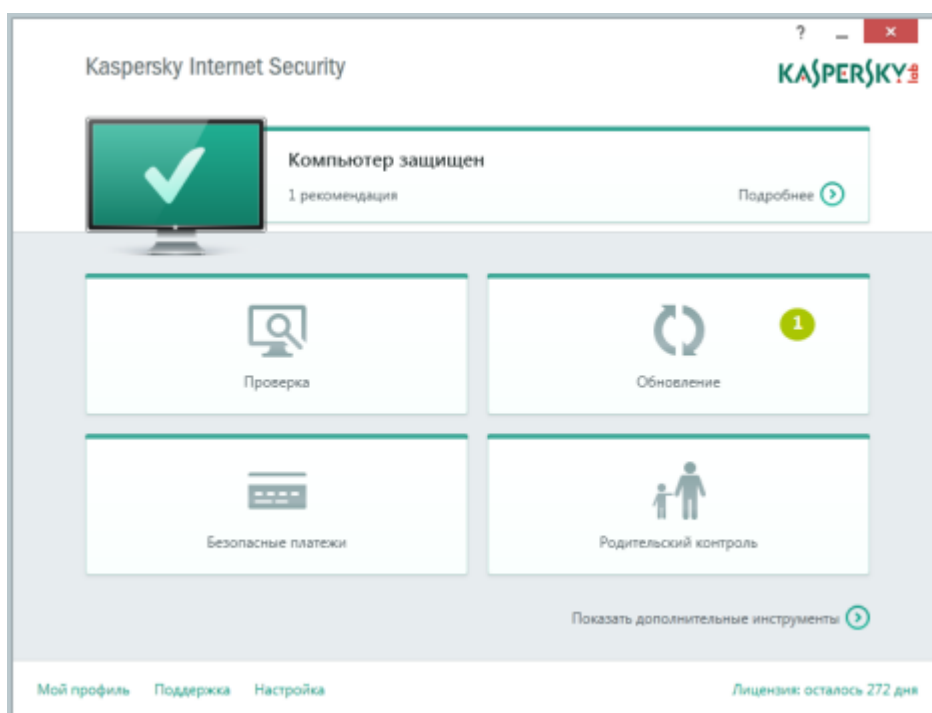 ? _ ×
Kaspersky Internet Security
KASPERSKY lab
Компьютер защищен
1 рекомендация
Подробнее
1
Проверка
Обновление
Безопасные платежи
Родительский контроль
Показать дополнительные инструменты
Мой профиль Поддержка Настройка
Лицензия: осталось 272 дня